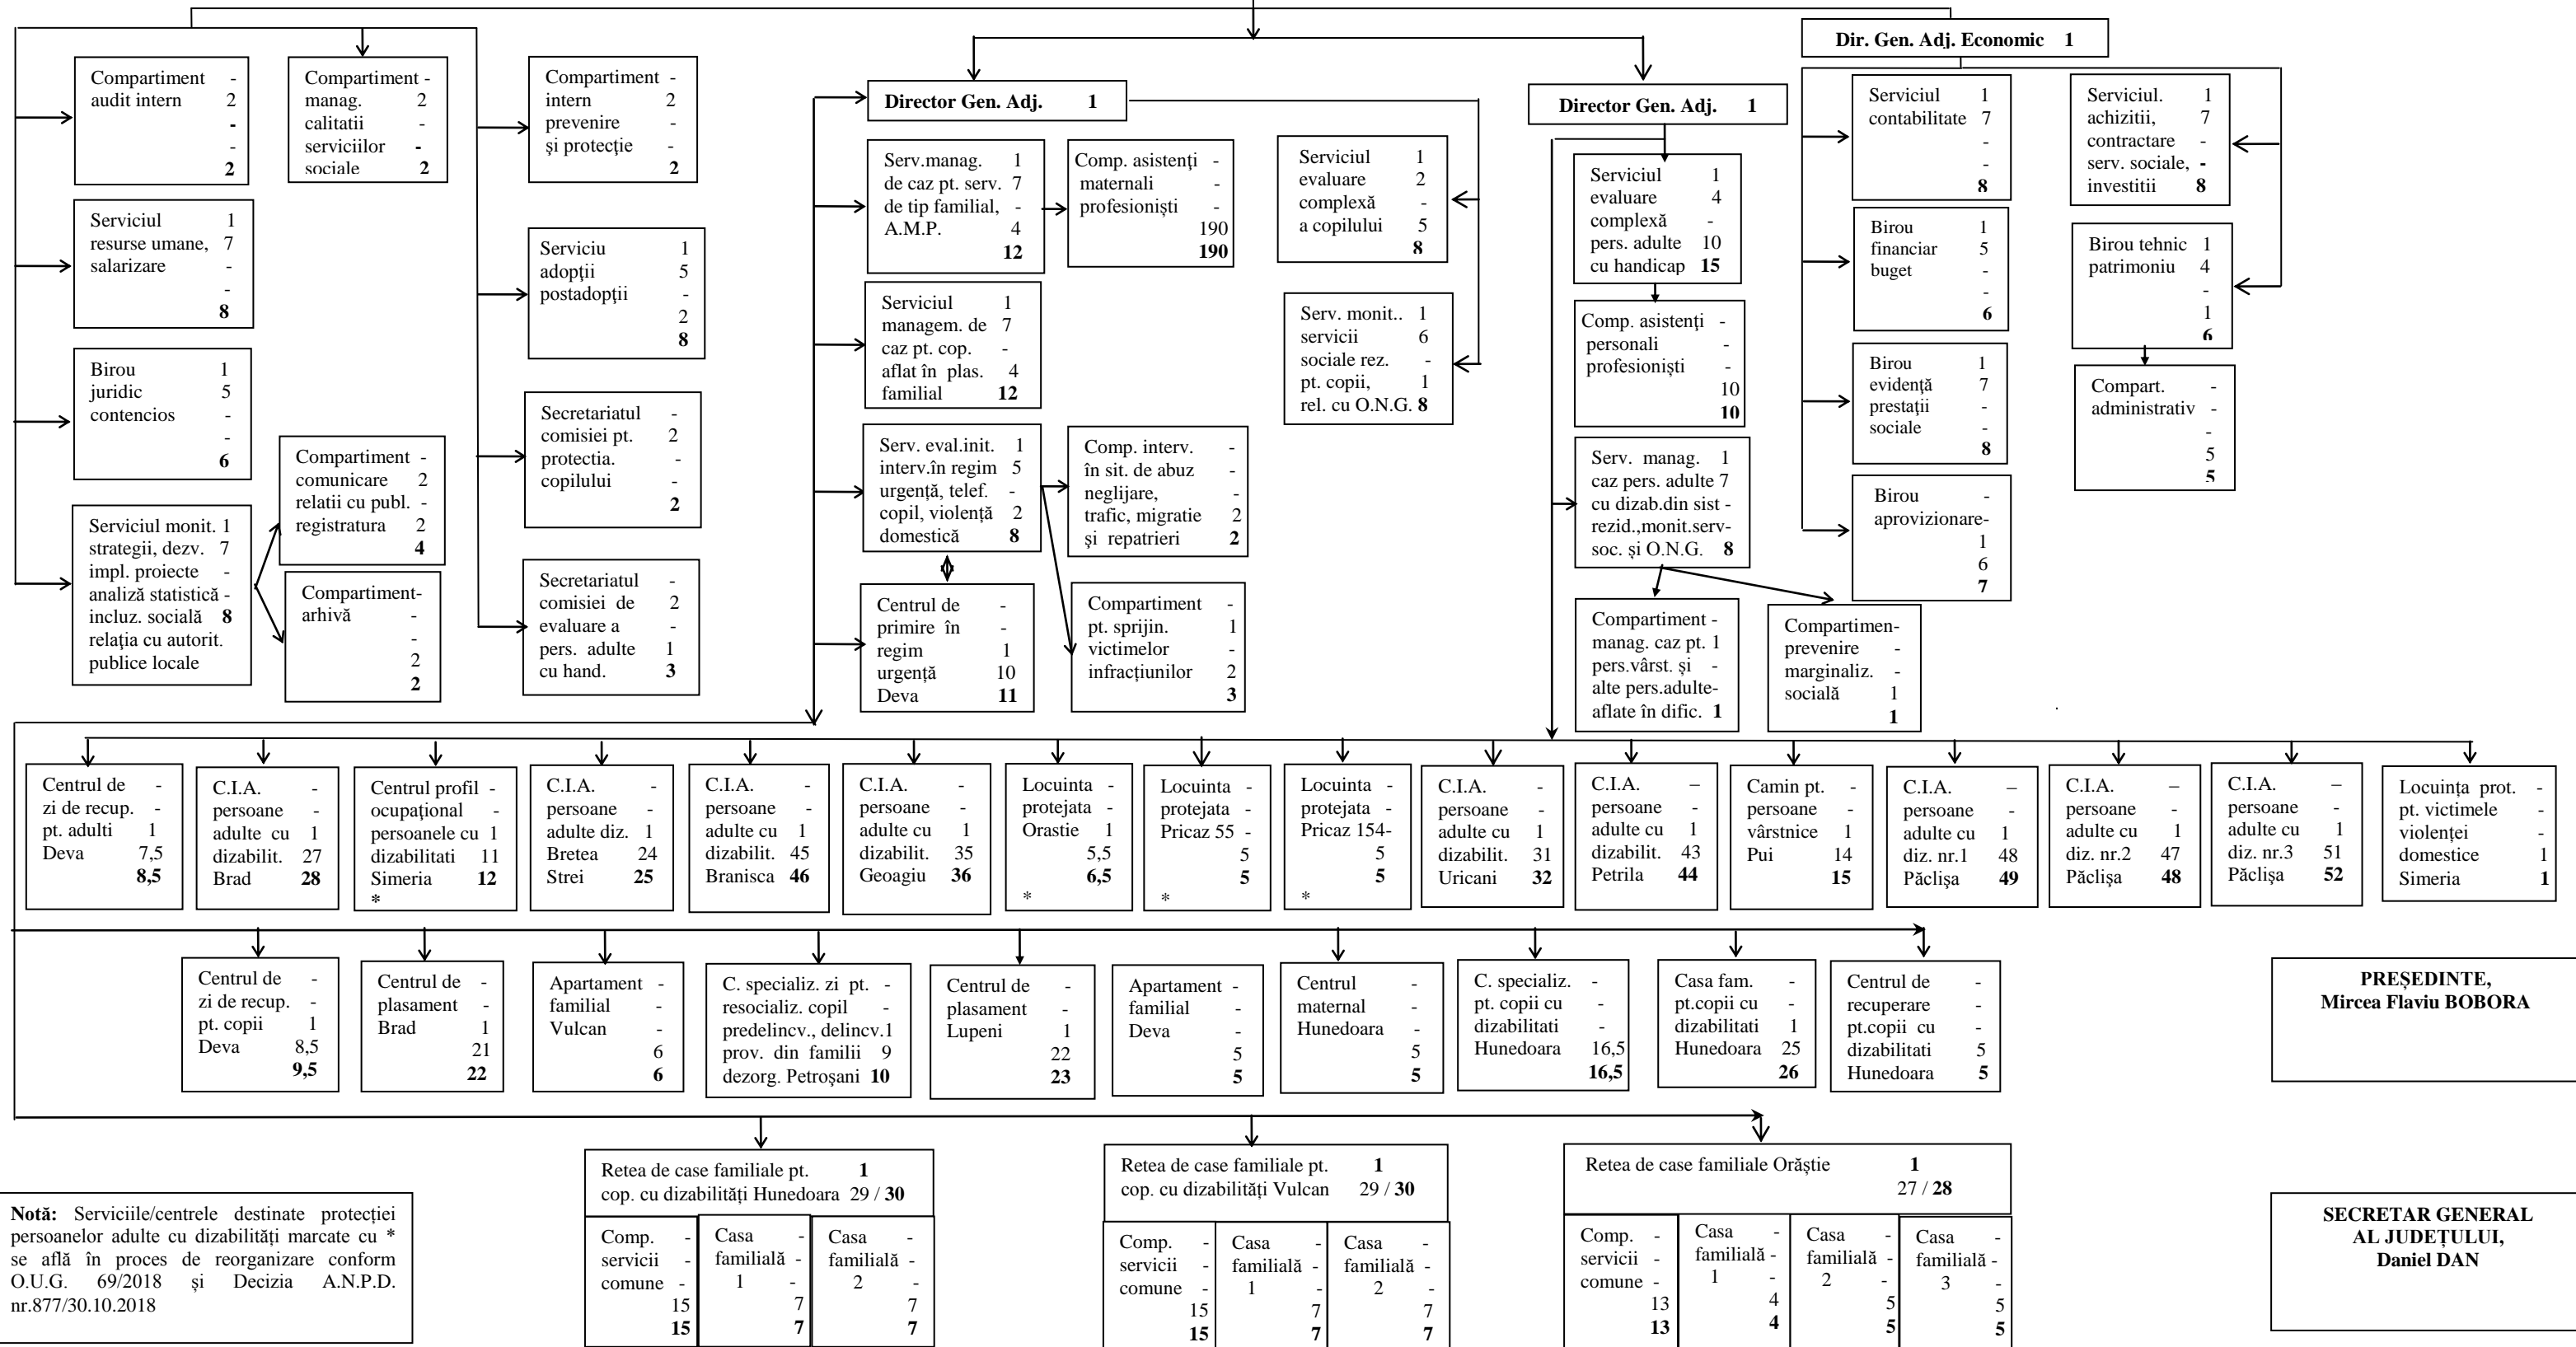 Dir. Gen. Adj. Economic 1
Compartiment -
audit intern 2
-
-
2
Compartiment -
manag. 2
calitatii -
serviciilor -
sociale 2
Compartiment -
intern 2
prevenire -
și protecție -
2
Serviciul 1
resurse umane, 7
salarizare -
-
8
Serviciu 1
adopții 5
postadopții -
2
8
Birou 1
juridic 5
contencios -
-
6
Secretariatul -
comisiei pt. 2
protectia. -
copilului -
2
Compartiment -
comunicare 2
relatii cu publ. -
registratura 2
4
Serviciul monit. 1
strategii, dezv. 7
impl. proiecte -
analiză statistică -
incluz. socială 8
relația cu autorit.
publice locale
Compartiment-
arhivă -
-
2
2
Secretariatul -
comisiei de 2
evaluare a -
pers. adulte 1
cu hand. 3
Director Gen. Adj. 1
Serv.manag. 1
de caz pt. serv. 7
de tip familial, -
A.M.P. 4
12
Comp. asistenți -
maternali -
profesioniști -
190
190
Serviciul 1
evaluare 2
complexă -
a copilului 5
8
Serviciul 1
managem. de 7
caz pt. cop. -
aflat în plas. 4
familial 12
Serv. monit.. 1
servicii 6
sociale rez. -
pt. copii, 1
rel. cu O.N.G. 8
Serv. eval.init. 1
interv.în regim 5
urgență, telef. -
copil, violență 2
domestică 8
Comp. interv. -
în sit. de abuz -
neglijare, -
trafic, migratie 2
și repatrieri 2
Centrul de -
primire în -
regim 1
urgență 10
Deva 11
Compartiment -
pt. sprijin. 1
victimelor -
infracțiunilor 2
3
Director Gen. Adj. 1
Serviciul 1
evaluare 4
complexă -
pers. adulte 10
cu handicap 15
Comp. asistenți -
personali -
profesioniști -
10
10
Serv. manag. 1
caz pers. adulte 7
cu dizab.din sist -
rezid.,monit.serv-
soc. și O.N.G. 8
Compartiment -
manag. caz pt. 1
pers.vârst. și -
alte pers.adulte-
aflate în dific. 1
Compartimen-
prevenire -
marginaliz. -
socială 1
1
Serviciul 1
contabilitate 7
-
-
8
Serviciul. 1
achizitii, 7
contractare -
serv. sociale, -
investitii 8
Birou 1
financiar 5
buget -
-
6
Birou tehnic 1
patrimoniu 4
-
1
6
Birou 1
evidență 7
prestații -
sociale -
8
Compart. -
administrativ -
-
5
5
Birou -
aprovizionare-
1
6
7
Centrul de -
zi de recup. -
pt. adulti 1
Deva 7,5
8,5
C.I.A. -
persoane -
adulte cu 1
dizabilit. 27
Brad 28
Centrul profil -
ocupațional -
persoanele cu 1
dizabilitati 11
Simeria 12
*
C.I.A. -
persoane -
adulte diz. 1
Bretea 24
Strei 25
C.I.A. -
persoane -
adulte cu 1
dizabilit. 45
Branisca 46
C.I.A. -
persoane -
adulte cu 1
dizabilit. 35
Geoagiu 36
Locuinta -
protejata -
Orastie 1
5,5
6,5
*
Locuinta -
protejata -
Pricaz 55 -
5
5
*
Locuinta -
protejata -
Pricaz 154-
5
5
*
C.I.A. -
persoane -
adulte cu 1
dizabilit. 31
Uricani 32
C.I.A. –
persoane -
adulte cu 1
dizabilit. 43
Petrila 44
Camin pt. -
persoane -
vârstnice 1
Pui 14
15
C.I.A. –
persoane -
adulte cu 1
diz. nr.1 48
Păclișa 49
C.I.A. –
persoane -
adulte cu 1
diz. nr.2 47
Păclișa 48
C.I.A. –
persoane -
adulte cu 1
diz. nr.3 51
Păclișa 52
Locuința prot. -
pt. victimele -
violenței -
domestice 1
Simeria 1
Centrul de -
zi de recup. -
pt. copii 1
Deva 8,5
9,5
Centrul de -
plasament -
Brad 1
21
22
Apartament -
familial -
Vulcan -
6
6
C. specializ. zi pt. -
resocializ. copil -
predelincv., delincv.1
prov. din familii 9
dezorg. Petroșani 10
Centrul de -
plasament -
Lupeni 1
22
23
Apartament -
familial -
Deva -
5
5
Centrul -
maternal -
Hunedoara -
5
5
C. specializ. -
pt. copii cu -
dizabilitati -
Hunedoara 16,5
16,5
Casa fam. -
pt.copii cu -
dizabilitati 1
Hunedoara 25
26
Centrul de -
recuperare -
pt.copii cu -
dizabilitati 5
Hunedoara 5
PREȘEDINTE,
Mircea Flaviu BOBORA
Retea de case familiale pt. 1
cop. cu dizabilități Hunedoara 29 / 30
Comp. -
servicii -
comune -
15
15
Casa -
familială -
1 -
7
7
Casa -
familială -
2 -
7
7
Retea de case familiale pt. 1
cop. cu dizabilități Vulcan 29 / 30
Comp. -
servicii -
comune -
15
15
Casa -
familială -
1 -
7
7
Casa -
familială -
2 -
7
7
Retea de case familiale Orăștie 1
27 / 28
Comp. -
servicii -
comune -
13
13
Casa -
familială -
1 -
4
4
Casa -
familială -
2 -
5
5
Casa -
familială -
3 -
5
5
Notă: Serviciile/centrele destinate protecției
persoanelor adulte cu dizabilități marcate cu *
se află în proces de reorganizare conform
O.U.G. 69/2018 și Decizia A.N.P.D.
nr.877/30.10.2018
SECRETAR GENERAL
AL JUDEȚULUI,
Daniel DAN